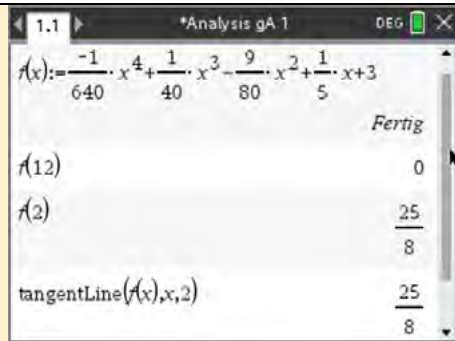 1.1 *Analysis gA 1 DEG
f(x):=-1/640·x^4+1/40·x^3-9/80·x^2+1/5·x+3
Fertig
f(12) 0
f(2) 25/8
tangentLine(f(x),x,2) 25/8